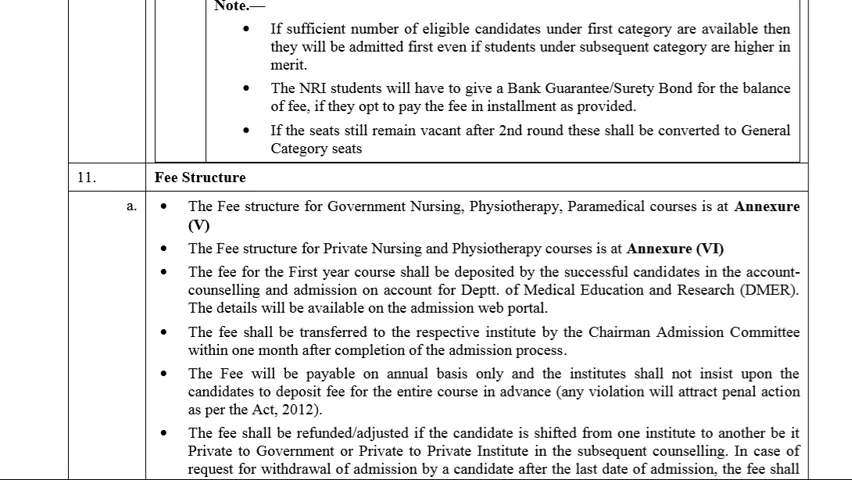 Note.—
• If sufficient number of eligible candidates under first category are available then
they will be admitted first even if students under subsequent category are higher in
merit.
• The NRI students will have to give a Bank Guarantee/Surety Bond for the balance
of fee, if they opt to pay the fee in installment as provided.
• If the seats still remain vacant after 2nd round these shall be converted to General
Category seats
11. Fee Structure
a. • The Fee structure for Government Nursing, Physiotherapy, Paramedical courses is at Annexure
(V)
• The Fee structure for Private Nursing and Physiotherapy courses is at Annexure (VI)
• The fee for the First year course shall be deposited by the successful candidates in the account-
counselling and admission on account for Deptt. of Medical Education and Research (DMER).
The details will be available on the admission web portal.
• The fee shall be transferred to the respective institute by the Chairman Admission Committee
within one month after completion of the admission process.
• The Fee will be payable on annual basis only and the institutes shall not insist upon the
candidates to deposit fee for the entire course in advance (any violation will attract penal action
as per the Act, 2012).
• The fee shall be refunded/adjusted if the candidate is shifted from one institute to another be it
Private to Government or Private to Private Institute in the subsequent counselling. In case of
request for withdrawal of admission by a candidate after the last date of admission, the fee shall